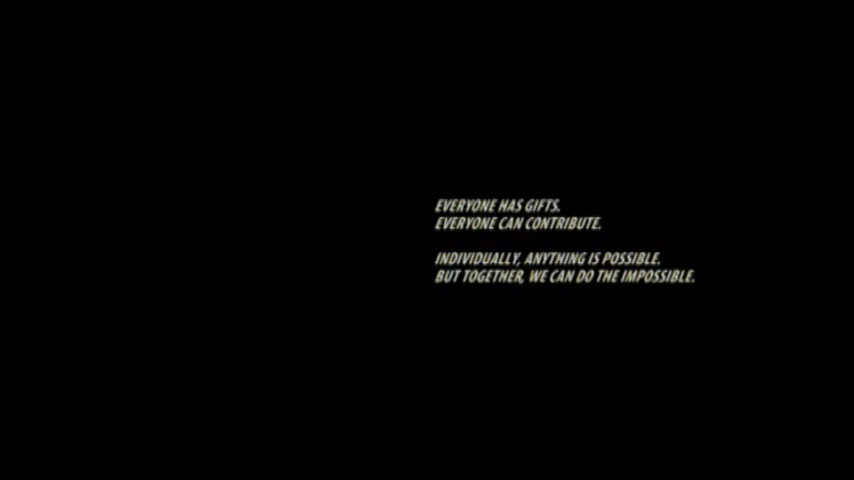 EVERYONE HAS GIFTS.
EVERYONE CAN CONTRIBUTE.
INDIVIDUALLY, ANYTHING IS POSSIBLE.
BUT TOGETHER, WE CAN DO THE IMPOSSIBLE.